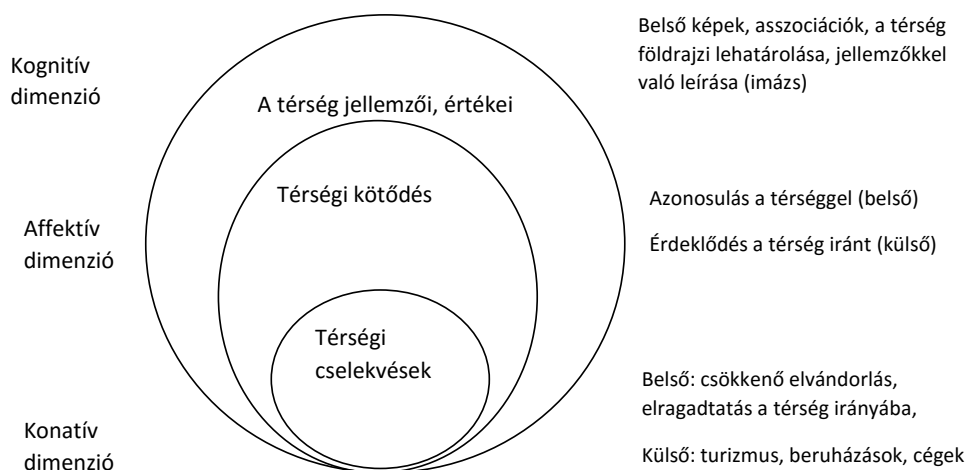 Kognitív
dimenzió
A térség jellemzői, értékei
Belső képek, asszociációk, a térség
földrajzi lehatárolása, jellemzőkkel
való leírása (imázs)
Affektív
dimenzió
Térségi kötődés
Azonosulás a térséggel (belső)
Érdeklődés a térség iránt (külső)
Konatív
dimenzió
Térségi
cselekvések
Belső: csökkenő elvándorlás,
elragadtatás a térség irányába,
Külső: turizmus, beruházások, cégek